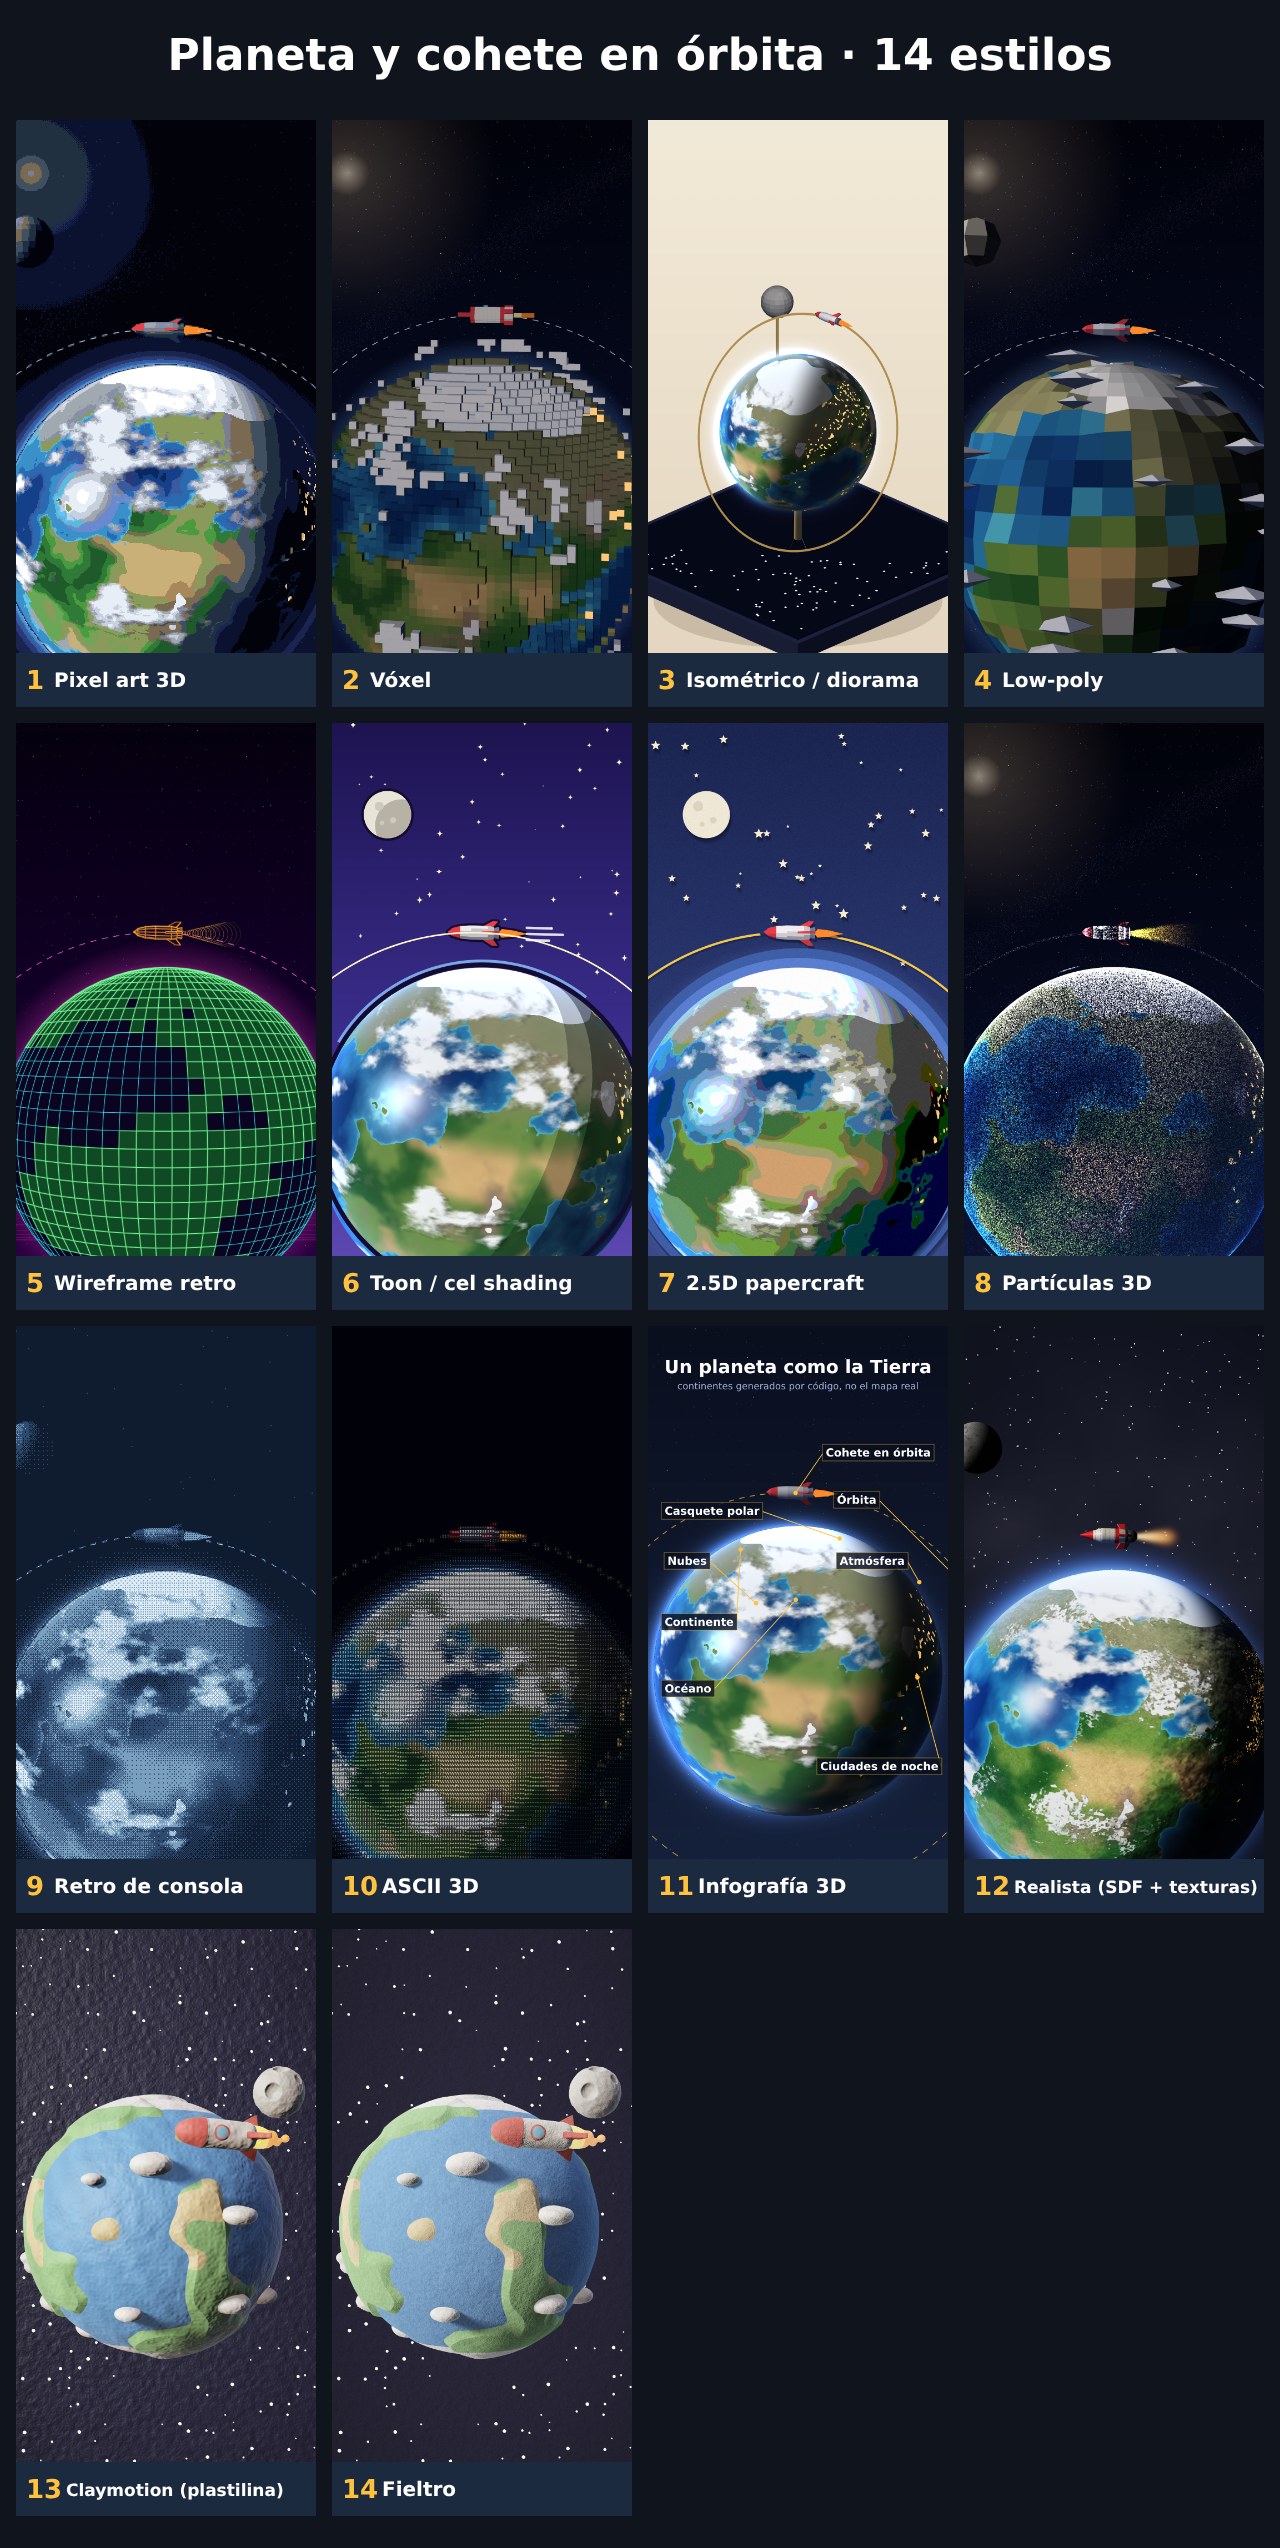 Planeta y cohete en órbita · 14 estilos
1 Pixel art 3D
2 Vóxel
3 Isométrico / diorama
4 Low-poly
5 Wireframe retro
6 Toon / cel shading
7 2.5D papercraft
8 Partículas 3D
Un planeta como la Tierra
continentes generados por código, no el mapa real
Cohete en órbita
Órbita
Casquete polar
Nubes
Atmósfera
Continente
Océano
Ciudades de noche
9 Retro de consola
10 ASCII 3D
11 Infografía 3D
12 Realista (SDF + texturas)
13 Claymotion (plastilina)
14 Fieltro